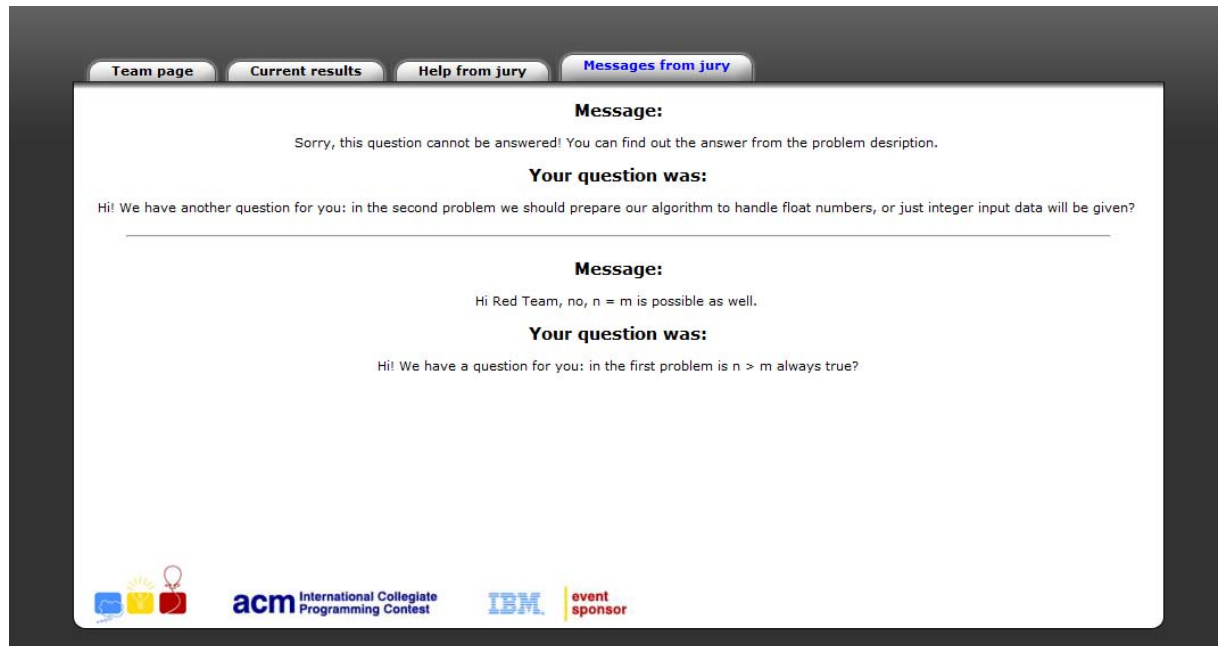 Team page
Current results
Help from jury
Messages from jury
Message:
Sorry, this question cannot be answered! You can find out the answer from the problem desription.
Your question was:
Hi! We have another question for you: in the second problem we should prepare our algorithm to handle float numbers, or just integer input data will be given?
Message:
Hi Red Team, no, n = m is possible as well.
Your question was:
Hi! We have a question for you: in the first problem is n > m always true?
acm International Collegiate
Programming Contest
IBM.
event
sponsor